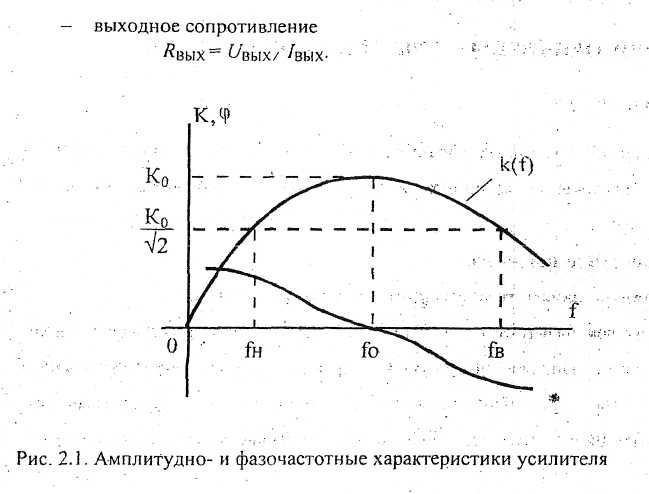 – выходное сопротивление
Rвых = Uвых/ Iвых.
K, φ
K₀
k(f)
K₀
√2
f
0 fн fо fв
Рис. 2.1. Амплитудно- и фазочастотные характеристики усилителя